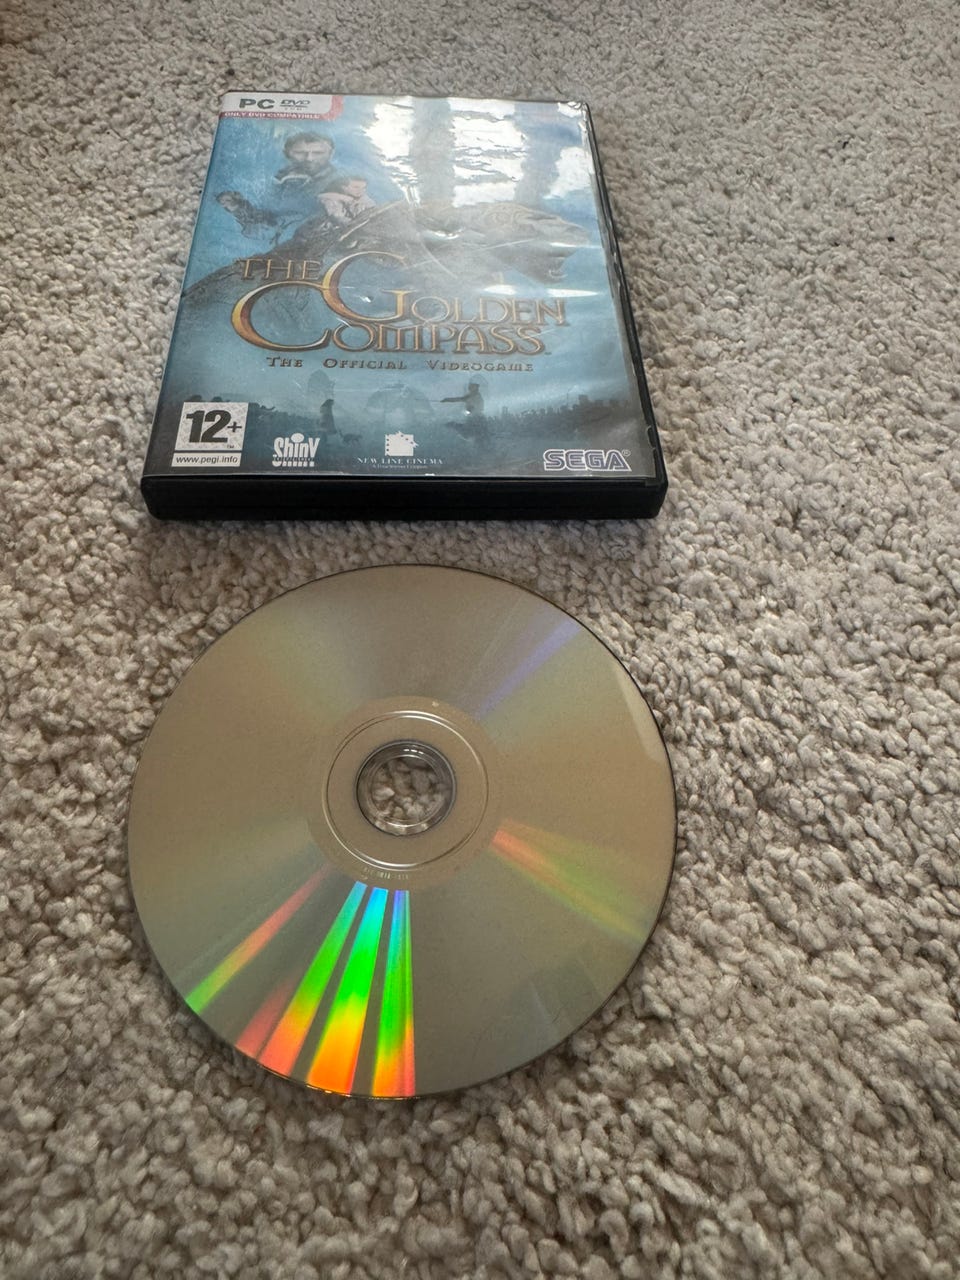 PC DVD
ONLY DVD COMPATIBLE
THE GOLDEN
COMPASS
THE OFFICIAL VIDEOGAME
12+
www.pegi.info
Shiny
NEW LINE CINEMA
SEGA®